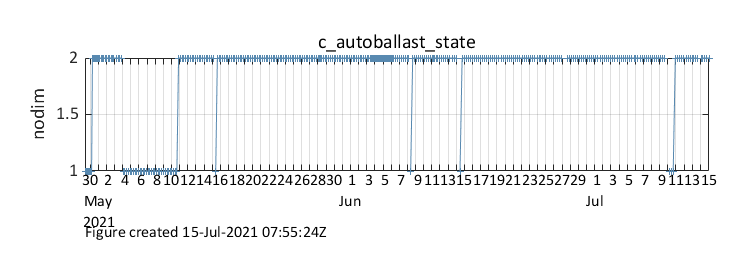 c_autoballast_state
2
1.5
1
nodim
30 2 4 6 8 10 12 14 16 18 20 22 24 26 28 30 1 3 5 7 9 11 13 15 17 19 21 23 25 27 29 1 3 5 7 9 11 13 15
May Jun Jul
2021
Figure created 15-Jul-2021 07:55:24Z